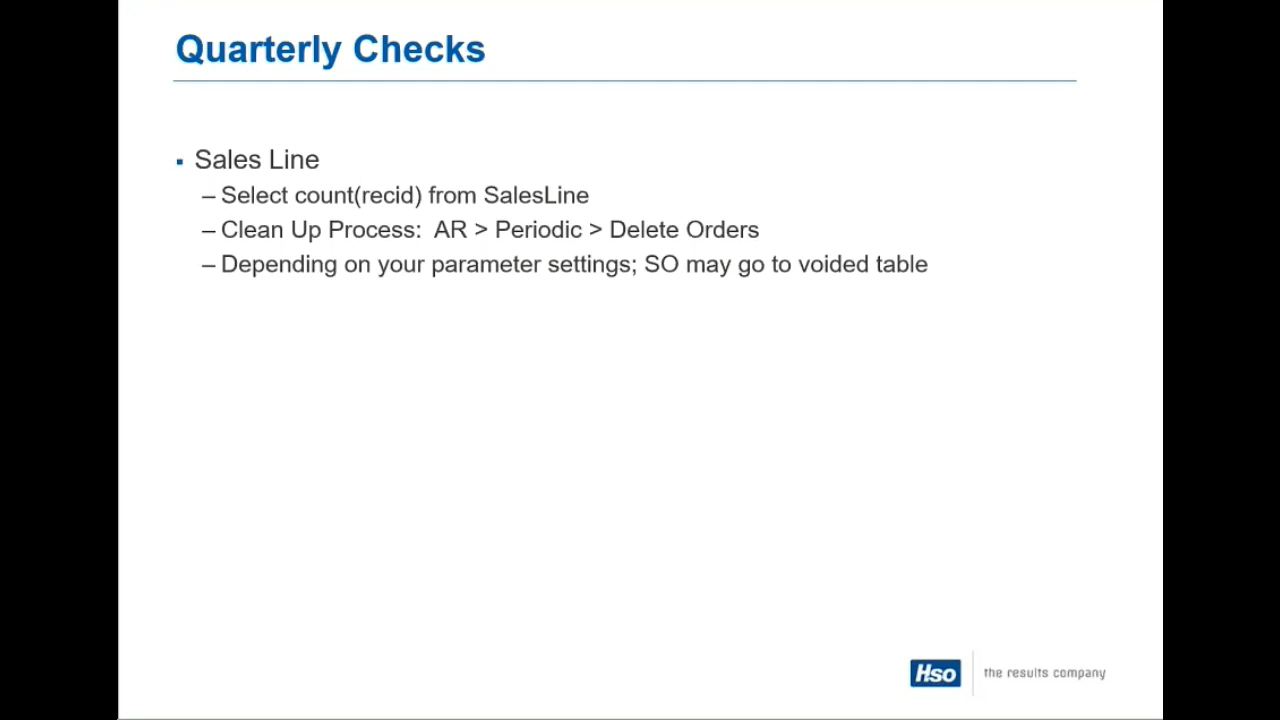 Quarterly Checks
▪ Sales Line
– Select count(recid) from SalesLine
– Clean Up Process:  AR > Periodic > Delete Orders
– Depending on your parameter settings; SO may go to voided table
Hso the results company